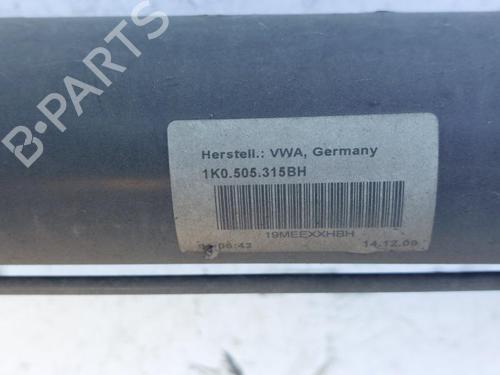 B-PARTS
Herstell.: VWA, Germany
1K0.505.315BH
19MEEXXHBH
14.12.09